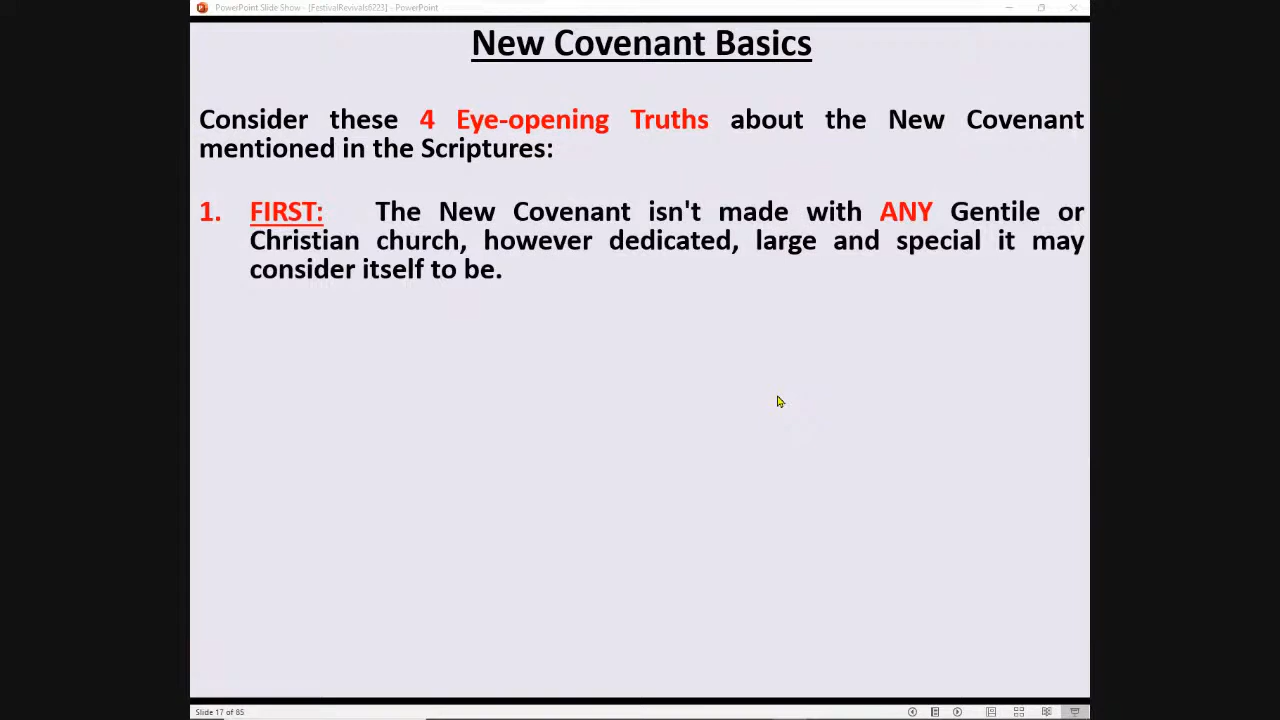 PowerPoint Slide Show - [FestivalRevivals6223] - PowerPoint
New Covenant Basics
Consider these 4 Eye-opening Truths about the New Covenant
mentioned in the Scriptures:
1. FIRST: The New Covenant isn't made with ANY Gentile or
Christian church, however dedicated, large and special it may
consider itself to be.
Slide 17 of 85